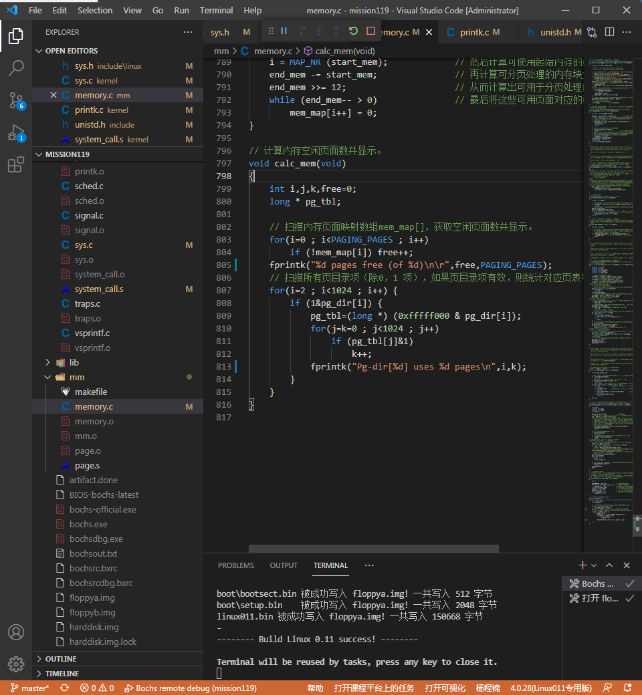 File Edit Selection View Go Run Terminal Help memory.c - mission119 - Visual Studio Code [Administrator]
EXPLORER
OPEN EDITORS
sys.h include\linux M
sys.c kernel M
memory.c mm M
printk.c kernel M
unistd.h include M
system_call.s kernel M
MISSION119
printk.o
sched.c
sched.o
signal.c
signal.o
sys.c M
sys.o
system_call.o
system_call.s M
traps.c
traps.o
vsprintf.c
vsprintf.o
lib
mm
makefile
memory.c M
memory.o
mm.o
page.o
page.s
artifact.done
BIOS-bochs-latest
bochs-official.exe
bochs.exe
bochsdbg.exe
bochsout.txt
bochsrc.bxrc
bochsrcdbg.bxrc
floppya.img
floppyb.img
harddisk.img
harddisk.img.lock
OUTLINE
TIMELINE
sys.h M
emory.c M
printk.c M
unistd.h M
mm > memory.c > calc_mem(void)
789 i = MAP_NR (start_mem); // 然后计算可使用起始内存的
790 end_mem -= start_mem; // 再计算可分页处理的内存块
791 end_mem >>= 12; // 从而计算出可用于分页处理
792 while (end_mem-- > 0) // 最后将这些可用页面对应的
793 mem_map[i++] = 0;
794 }
795
796 // 计算内存空闲页面数并显示。
797 void calc_mem(void)
798 {
799 int i,j,k,free=0;
800 long * pg_tbl;
801
802 // 扫描内存页面映射数组mem_map[]，获取空闲页面数并显示。
803 for(i=0 ; i<PAGING_PAGES ; i++)
804 if (!mem_map[i]) free++;
805 fprintk("%d pages free (of %d)\n\r",free,PAGING_PAGES);
806 // 扫描所有页目录项（除0，1 项），如果页目录项有效，则统计对应页表
807 for(i=2 ; i<1024 ; i++) {
808 if (1&pg_dir[i]) {
809 pg_tbl=(long *) (0xfffff000 & pg_dir[i]);
810 for(j=k=0 ; j<1024 ; j++)
811 if (pg_tbl[j]&1)
812 k++;
813 fprintk("Pg-dir[%d] uses %d pages\n",i,k);
814 }
815 }
816 }
817
PROBLEMS OUTPUT TERMINAL ···
boot\bootsect.bin 被成功写入 floppya.img! 一共写入 512 字节
boot\setup.bin 被成功写入 floppya.img! 一共写入 2048 字节
linux011.bin 被成功写入 floppya.img! 一共写入 150668 字节
-
-------- Build Linux 0.11 success! --------
Terminal will be reused by tasks, press any key to close it.
Bochs ...
打开 flo...
master* 0 0 Bochs remote debug (mission119) 帮助 打开课程平台上的任务 打开可视化 杨程锦 4.0.28(Linux011专用版)